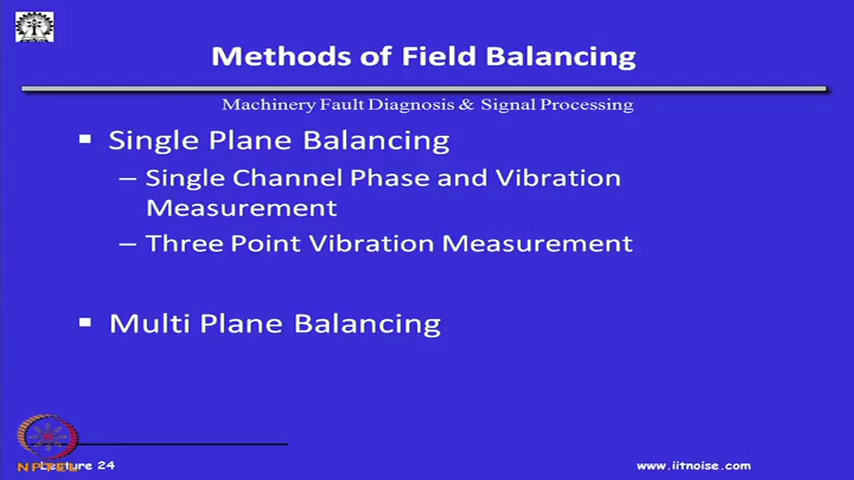 Methods of Field Balancing
Machinery Fault Diagnosis & Signal Processing
▪ Single Plane Balancing
– Single Channel Phase and Vibration
Measurement
– Three Point Vibration Measurement
▪ Multi Plane Balancing
NPTEL
Lecture 24
www.iitnoise.com